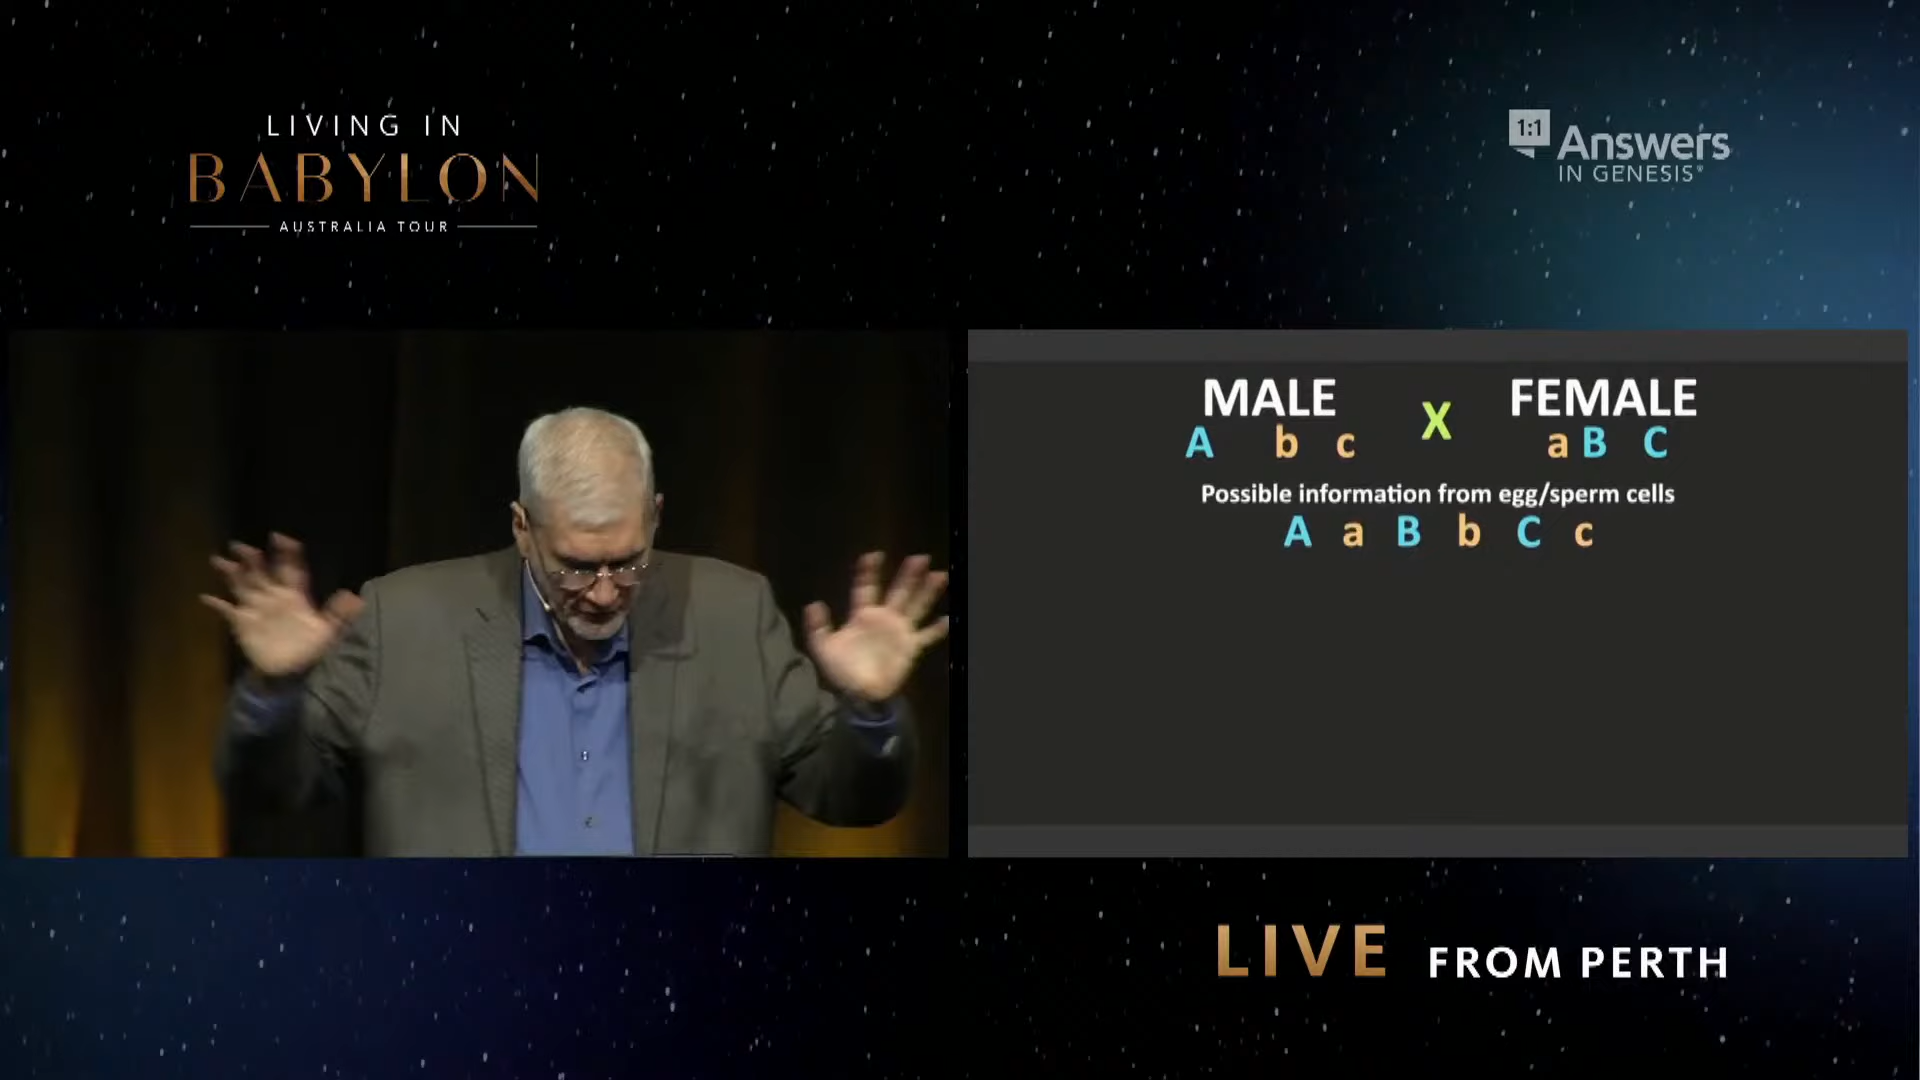 LIVING IN
BABYLON
AUSTRALIA TOUR
1:1
Answers
IN GENESIS®
MALE X FEMALE
A b c a B C
Possible information from egg/sperm cells
A a B b C c
LIVE FROM PERTH